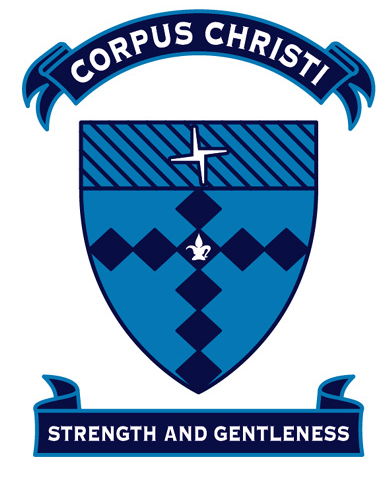 CORPUS CHRISTI
STRENGTH AND GENTLENESS